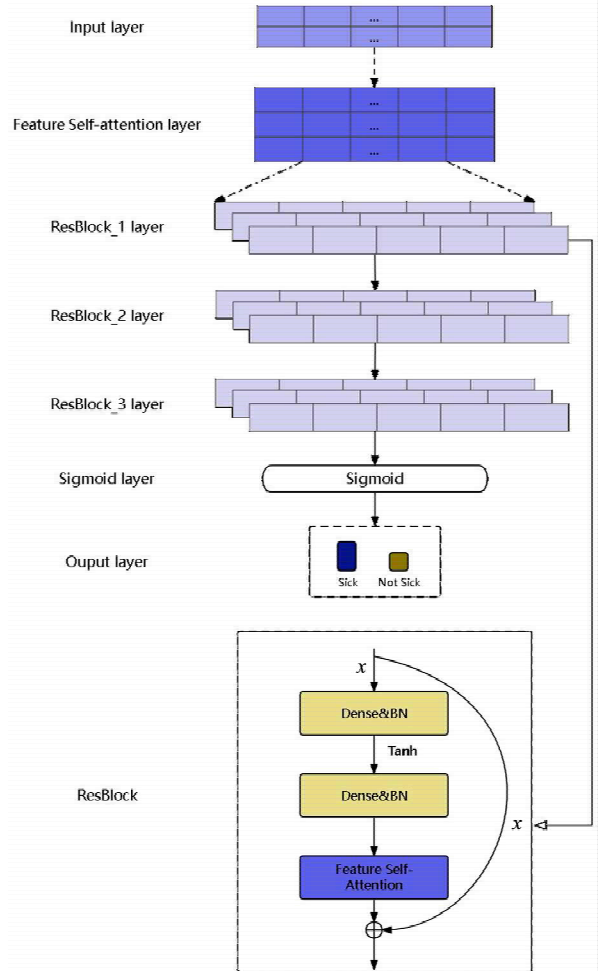 Input layer
...
...
Feature Self-attention layer
...
...
...
ResBlock_1 layer
ResBlock_2 layer
ResBlock_3 layer
Sigmoid layer
Sigmoid
Ouput layer
Sick
Not Sick
x
Dense&BN
Tanh
ResBlock
Dense&BN
x
Feature Self-
Attention